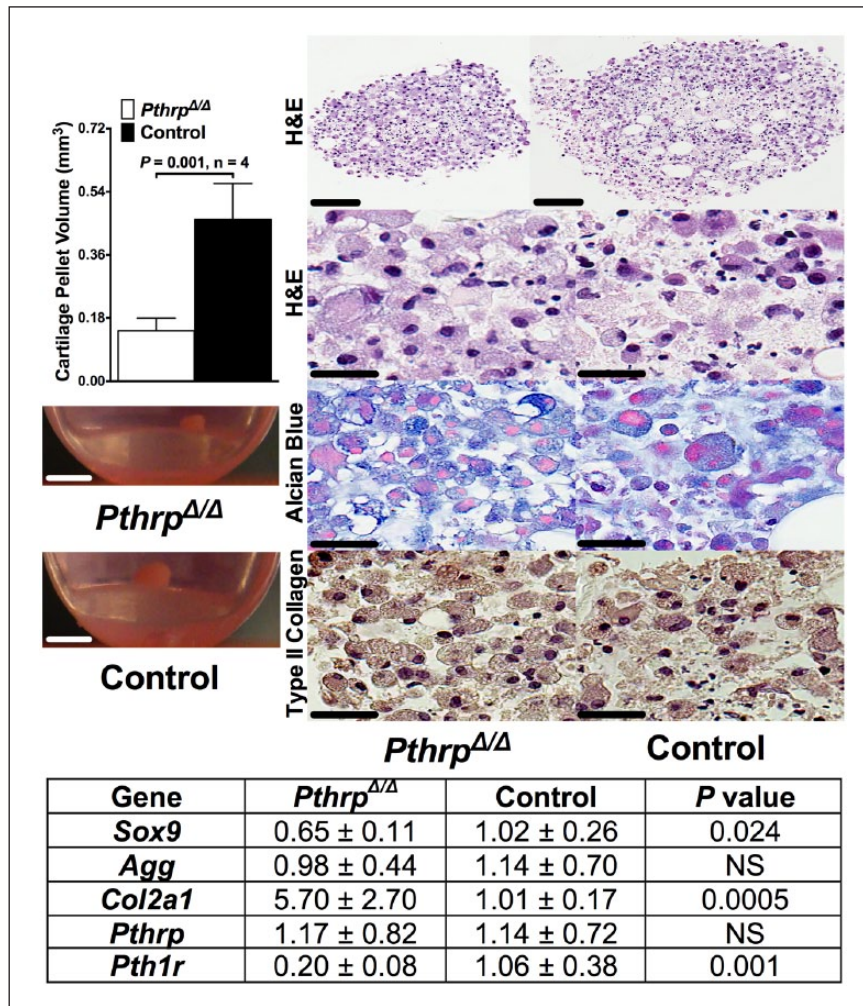 Pthrp^Δ/Δ
Control
Cartilage Pellet Volume (mm³)
0.72
0.54
0.36
0.18
0.00
P = 0.001, n = 4
H&E
H&E
Alcian Blue
Type II Collagen
Pthrp^Δ/Δ
Control
Pthrp^Δ/Δ Control
Gene Pthrp^Δ/Δ Control P value
Sox9 0.65 ± 0.11 1.02 ± 0.26 0.024
Agg 0.98 ± 0.44 1.14 ± 0.70 NS
Col2a1 5.70 ± 2.70 1.01 ± 0.17 0.0005
Pthrp 1.17 ± 0.82 1.14 ± 0.72 NS
Pth1r 0.20 ± 0.08 1.06 ± 0.38 0.001